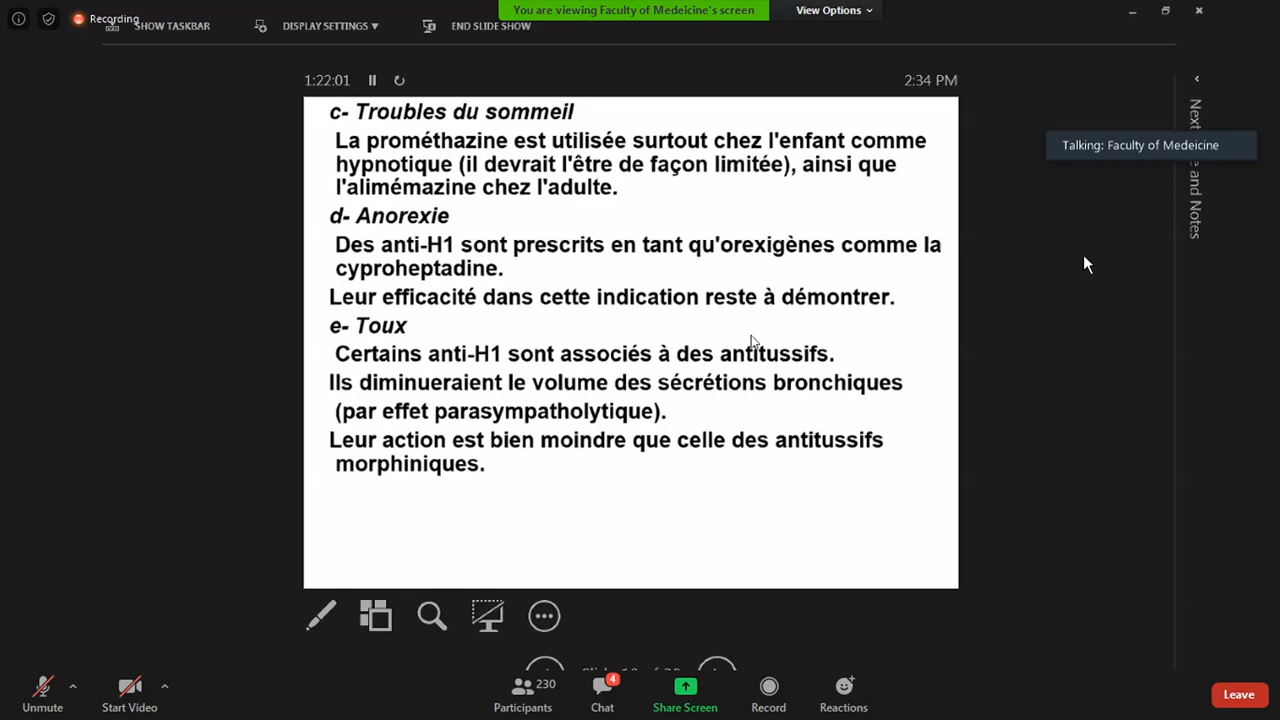 Recording
SHOW TASKBAR
DISPLAY SETTINGS ▾
END SLIDE SHOW
You are viewing Faculty of Medeicine's screen
View Options
1:22:01
2:34 PM
Talking: Faculty of Medeicine
c- Troubles du sommeil
La prométhazine est utilisée surtout chez l'enfant comme
hypnotique (il devrait l'être de façon limitée), ainsi que
l'alimémazine chez l'adulte.
d- Anorexie
Des anti-H1 sont prescrits en tant qu'orexigènes comme la
cyproheptadine.
Leur efficacité dans cette indication reste à démontrer.
e- Toux
Certains anti-H1 sont associés à des antitussifs.
Ils diminueraient le volume des sécrétions bronchiques
(par effet parasympatholytique).
Leur action est bien moindre que celle des antitussifs
morphiniques.
Next
and Notes
Unmute
Start Video
230
Participants
4
Chat
Share Screen
Record
Reactions
Leave